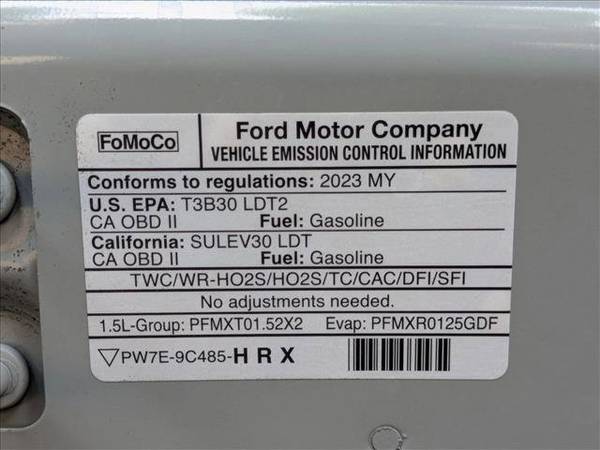 FoMoCo
Ford Motor Company
VEHICLE EMISSION CONTROL INFORMATION
Conforms to regulations: 2023 MY
U.S. EPA: T3B30 LDT2
CA OBD II Fuel: Gasoline
California: SULEV30 LDT
CA OBD II Fuel: Gasoline
TWC/WR-HO2S/HO2S/TC/CAC/DFI/SFI
No adjustments needed.
1.5L-Group: PFMXT01.52X2 Evap: PFMXR0125GDF
▽PW7E-9C485-HRX